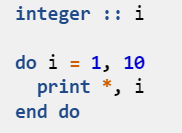 integer :: i
do i = 1, 10
print *, i
end do